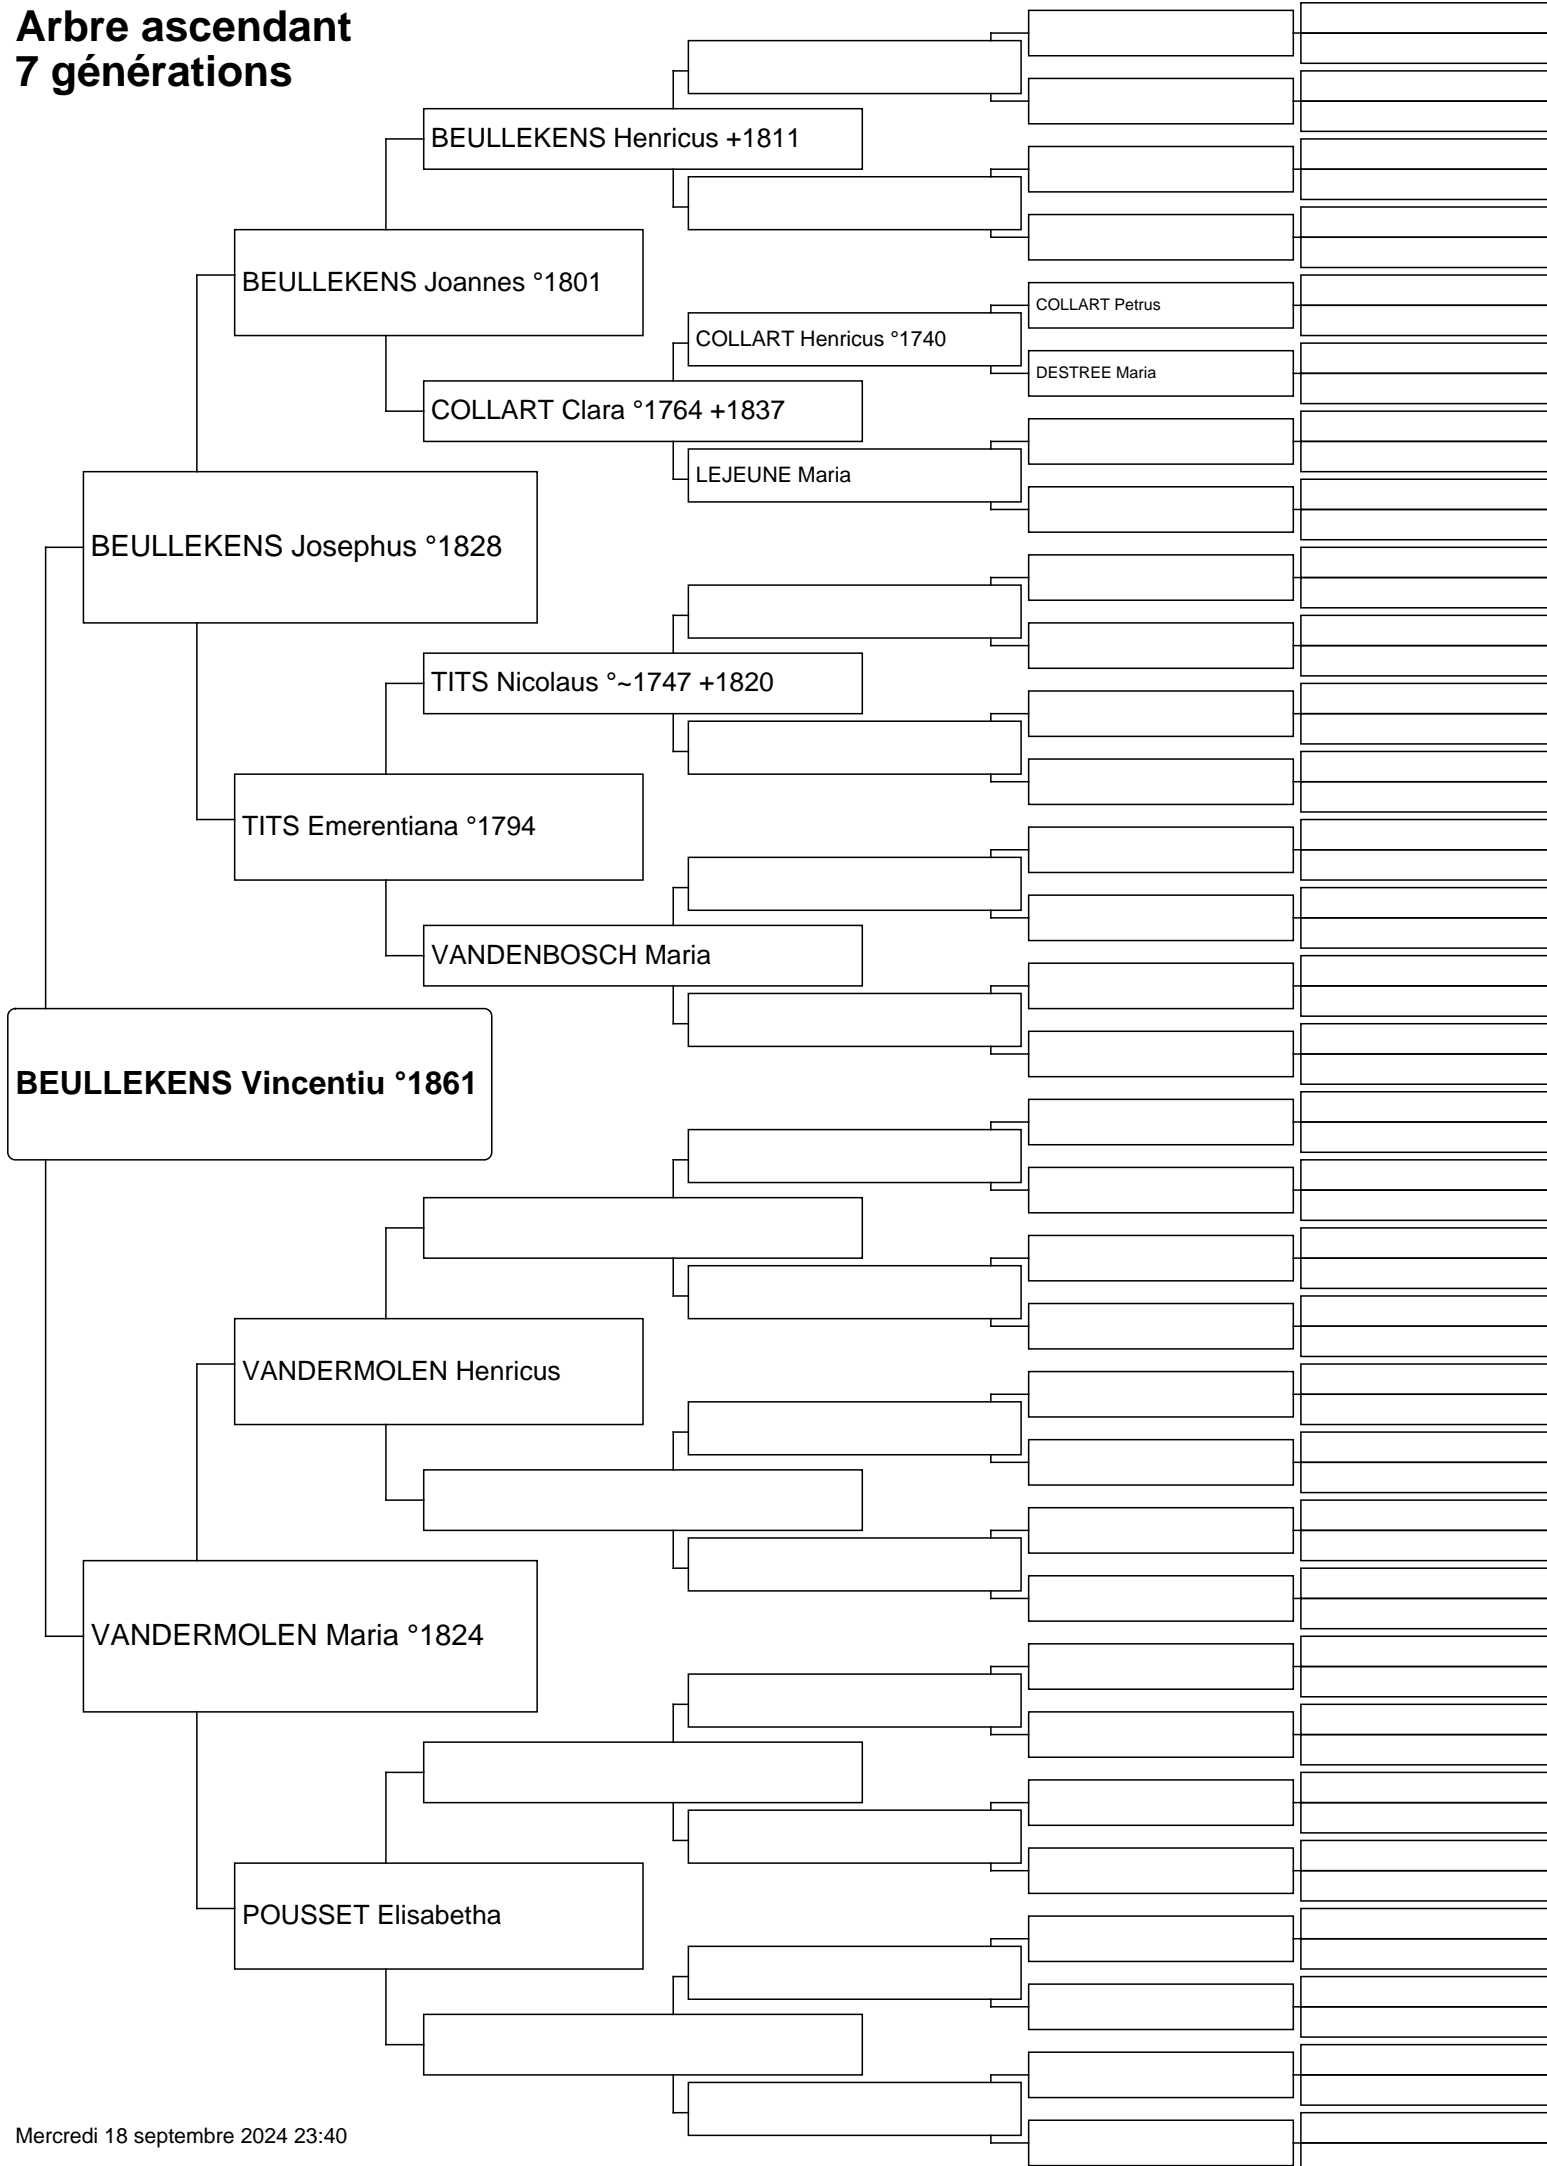 Arbre ascendant
7 générations
BEULLEKENS Henricus +1811
BEULLEKENS Joannes °1801
COLLART Petrus
COLLART Henricus °1740
DESTREE Maria
COLLART Clara °1764 +1837
LEJEUNE Maria
BEULLEKENS Josephus °1828
TITS Nicolaus °~1747 +1820
TITS Emerentiana °1794
VANDENBOSCH Maria
BEULLEKENS Vincentiu °1861
VANDERMOLEN Henricus
VANDERMOLEN Maria °1824
POUSSET Elisabetha
Mercredi 18 septembre 2024 23:40